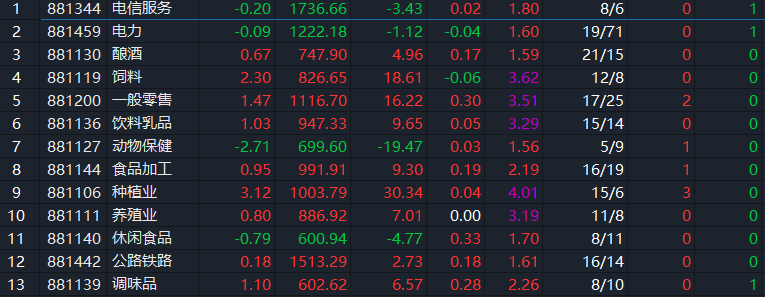 1 881344 电信服务 -0.20 1736.66 -3.43 0.02 1.80 8/6 0 1
2 881459 电力 -0.09 1222.18 -1.12 -0.04 1.60 19/71 0 1
3 881130 酿酒 0.67 747.90 4.96 0.17 1.59 21/15 0 0
4 881119 饲料 2.30 826.65 18.61 -0.06 3.62 12/8 0 0
5 881200 一般零售 1.47 1116.70 16.22 0.30 3.51 17/25 2 0
6 881136 饮料乳品 1.03 947.33 9.65 0.05 3.29 15/14 0 0
7 881127 动物保健 -2.71 699.60 -19.47 0.03 1.56 5/9 1 0
8 881144 食品加工 0.95 991.91 9.30 0.19 2.19 16/19 1 0
9 881106 种植业 3.12 1003.79 30.34 0.04 4.01 15/6 3 0
10 881111 养殖业 0.80 886.92 7.01 0.00 3.19 11/8 0 0
11 881140 休闲食品 -0.79 600.94 -4.77 0.33 1.70 8/11 0 0
12 881442 公路铁路 0.18 1513.29 2.73 0.18 1.61 16/14 0 0
13 881139 调味品 1.10 602.62 6.57 0.28 2.26 8/10 0 1